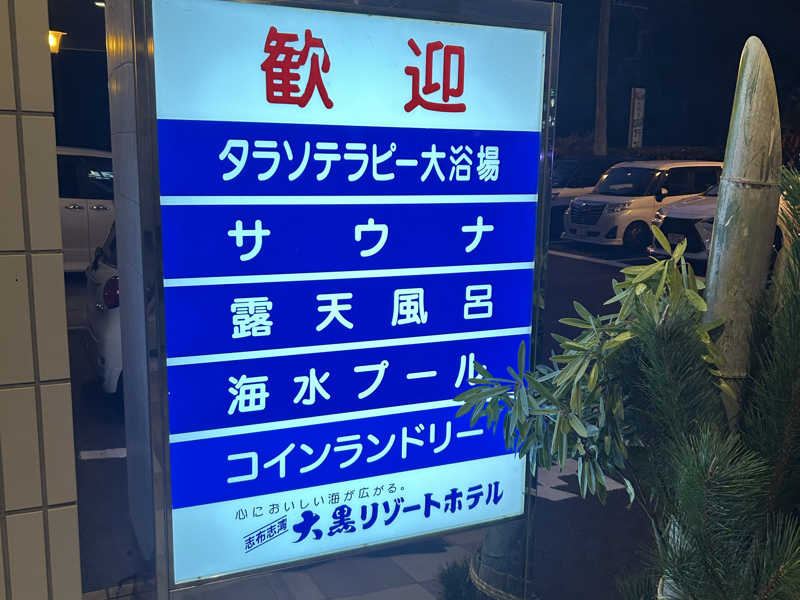 歓迎
タラソテラピー大浴場
サウナ
露天風呂
海水プール
コインランドリー
心においしい海が広がる。
志布志湾 大黒リゾートホテル